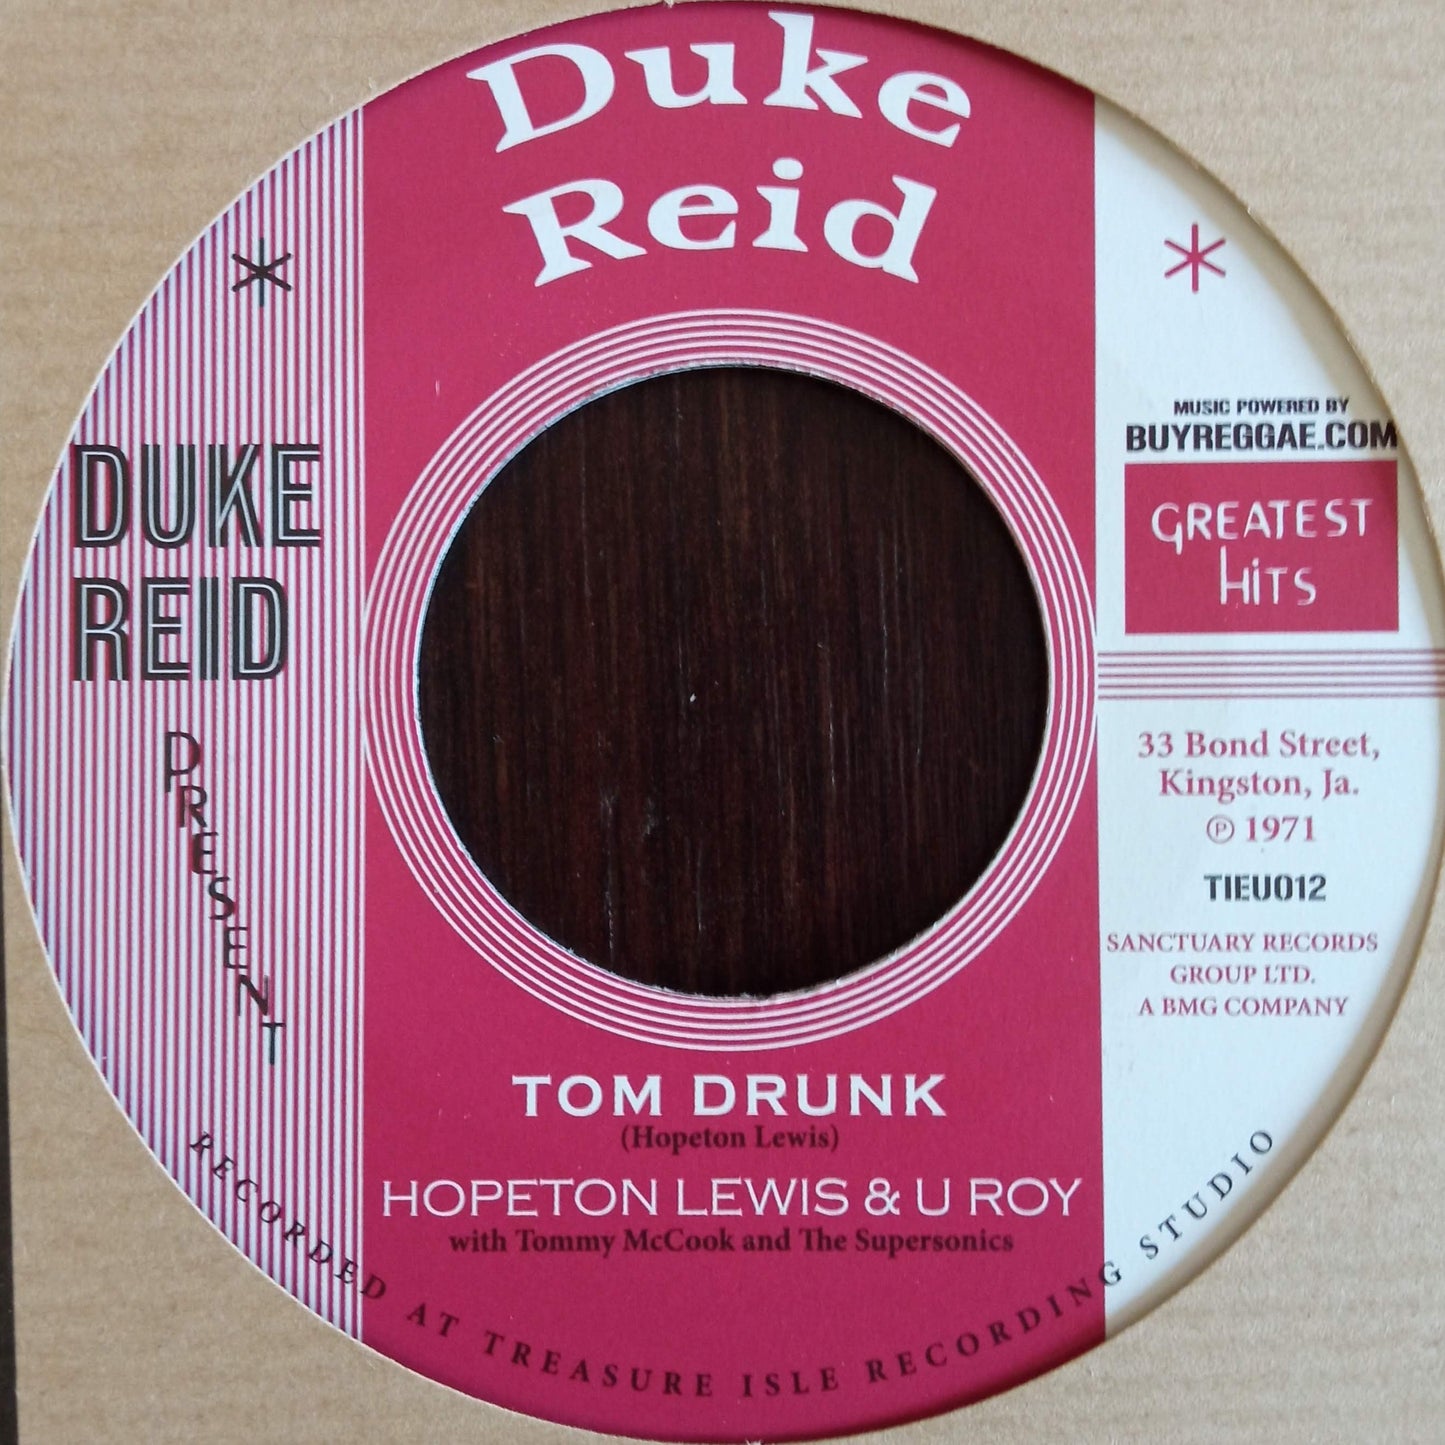 Duke
Reid
DUKE
REID
PRESENT
MUSIC POWERED BY
BUYREGGAE.COM
GREATEST
HITS
33 Bond Street,
Kingston, Ja.
℗ 1971
TIEU012
SANCTUARY RECORDS
GROUP LTD.
A BMG COMPANY
TOM DRUNK
(Hopeton Lewis)
HOPETON LEWIS & U ROY
with Tommy McCook and The Supersonics
RECORDED AT TREASURE ISLE RECORDING STUDIO